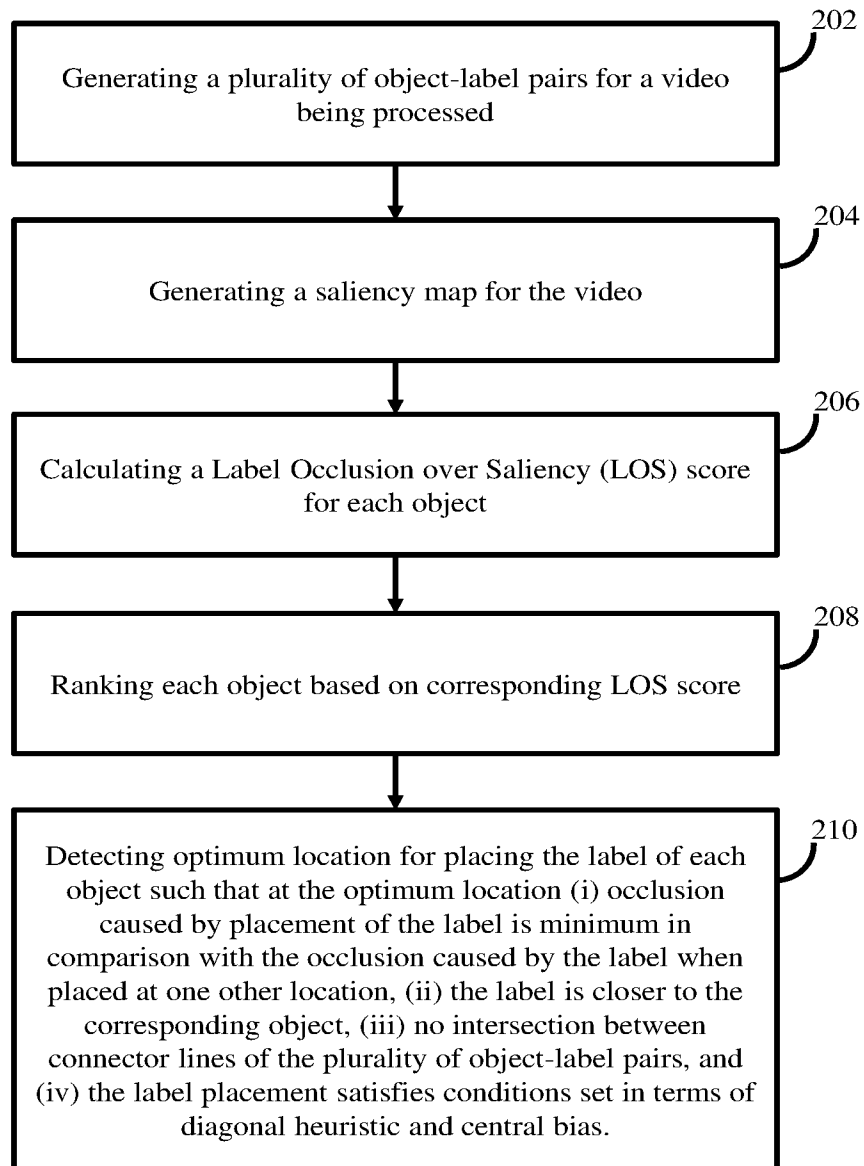 202
Generating a plurality of object-label pairs for a video
being processed
204
Generating a saliency map for the video
206
Calculating a Label Occlusion over Saliency (LOS) score
for each object
208
Ranking each object based on corresponding LOS score
210
Detecting optimum location for placing the label of each
object such that at the optimum location (i) occlusion
caused by placement of the label is minimum in
comparison with the occlusion caused by the label when
placed at one other location, (ii) the label is closer to the
corresponding object, (iii) no intersection between
connector lines of the plurality of object-label pairs, and
(iv) the label placement satisfies conditions set in terms of
diagonal heuristic and central bias.